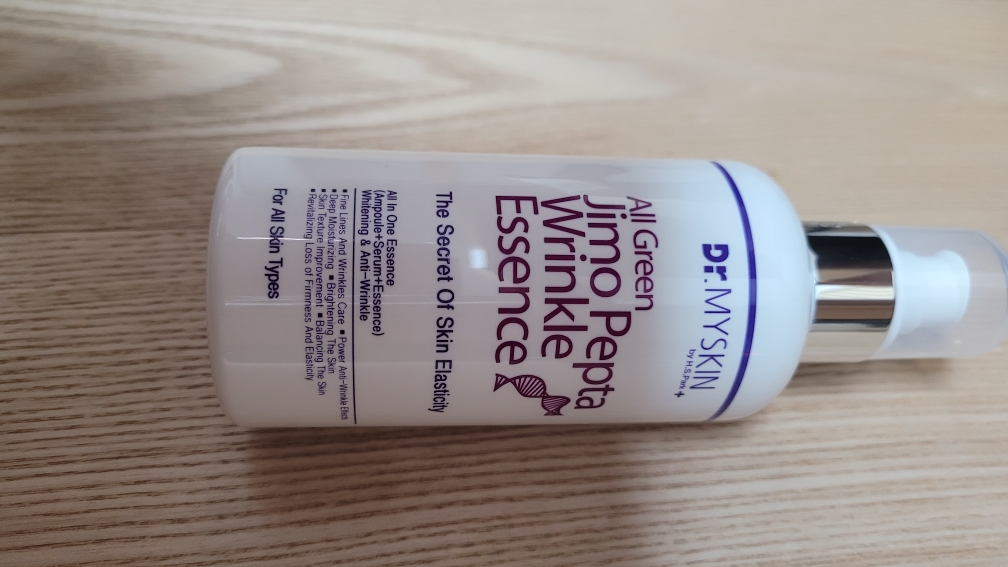 Dr.MYSKIN
by H.S.Park+
All Green
Jimo Pepta
Wrinkle
Essence
The Secret Of Skin Elasticity
All In One Essence
(Ampoule+Serum+Essence)
Whitening & Anti-Wrinkle
▪Fine Lines And Wrinkles Care ▪Power Anti-Wrinkle Effect
▪Deep Moisturizing ▪Brightening The Skin
▪Skin Texture Improvement ▪Balancing The Skin
▪Revitalizing Loss of Firmness And Elasticity
For All Skin Types